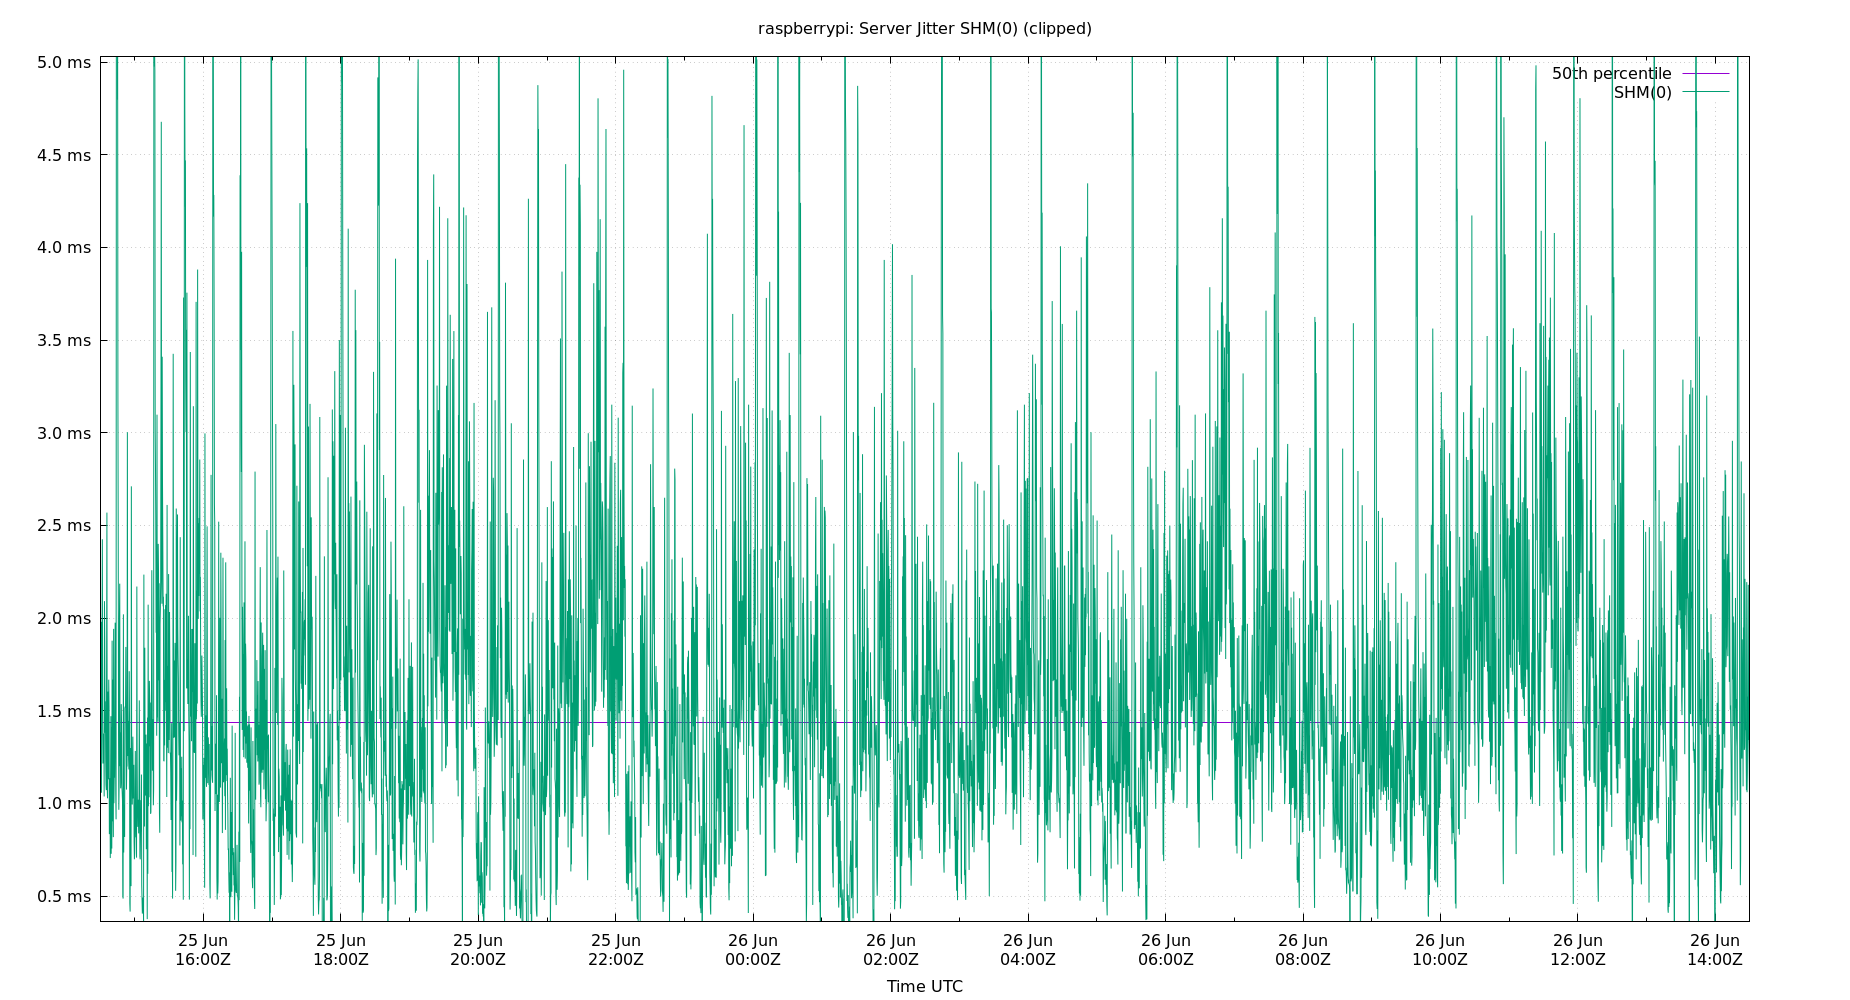 raspberrypi: Server Jitter SHM(0) (clipped)
50th percentile
SHM(0)
5.0 ms
4.5 ms
4.0 ms
3.5 ms
3.0 ms
2.5 ms
2.0 ms
1.5 ms
1.0 ms
0.5 ms
25 Jun 25 Jun 25 Jun 25 Jun 26 Jun 26 Jun 26 Jun 26 Jun 26 Jun 26 Jun 26 Jun 26 Jun
16:00Z 18:00Z 20:00Z 22:00Z 00:00Z 02:00Z 04:00Z 06:00Z 08:00Z 10:00Z 12:00Z 14:00Z
Time UTC